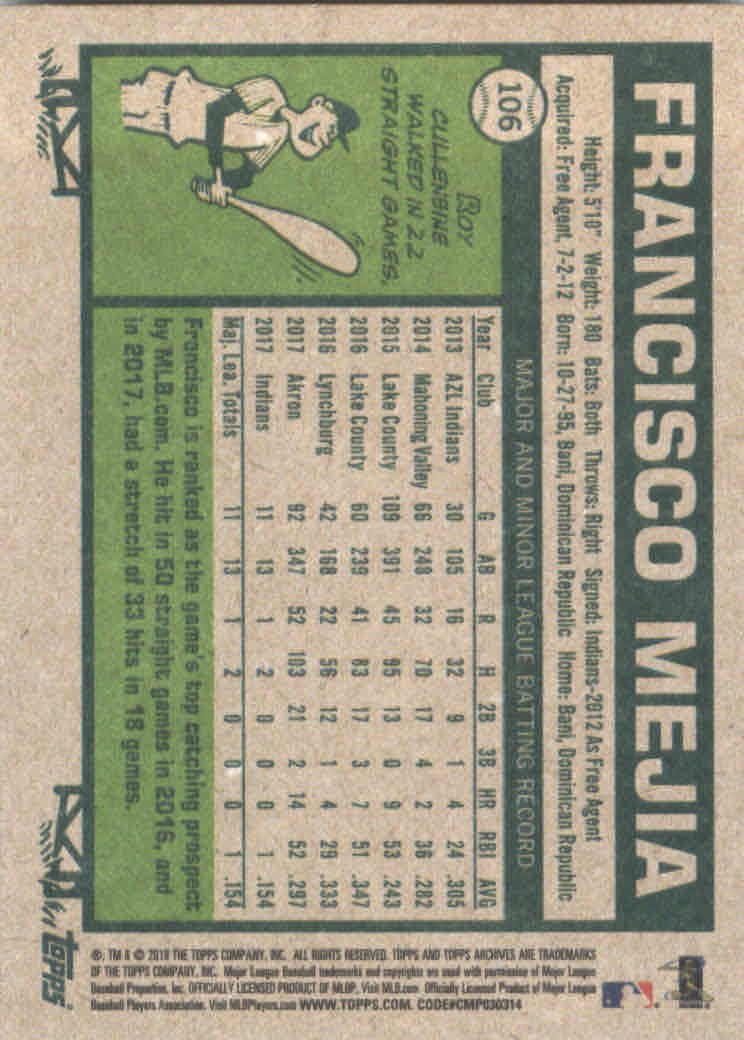 FRANCISCO MEJIA
Height: 5'10" Weight: 180 Bats: Both Throws: Right Signed: Indians-2012 As Free Agent
Acquired: Free Agent, 7-2-12 Born: 10-27-95, Bani, Dominican Republic Home: Bani, Dominican Republic
106
MAJOR AND MINOR LEAGUE BATTING RECORD
ROY
CULLENBINE
WALKED IN 22
STRAIGHT GAMES.
Year Club G AB R H 2B 3B HR RBI AVG
2013 AZL Indians 30 105 16 32 9 1 4 24 .305
2014 Mahoning Valley 66 248 32 70 17 4 2 36 .282
2015 Lake County 109 391 45 95 13 0 9 53 .243
2016 Lake County 60 239 41 83 17 3 7 51 .347
2016 Lynchburg 42 168 22 56 12 1 4 29 .333
2017 Akron 92 347 52 103 21 2 14 52 .297
2017 Indians 11 13 1 2 0 0 0 1 .154
Maj. Lea. Totals 11 13 1 2 0 0 0 1 .154
Francisco is ranked as the game's top catching prospect
by MLB.com. He hit in 50 straight games in 2016, and
in 2017, had a stretch of 33 hits in 18 games.
®, TM & © 2018 THE TOPPS COMPANY, INC. ALL RIGHTS RESERVED. TOPPS AND TOPPS ARCHIVES ARE TRADEMARKS
OF THE TOPPS COMPANY, INC. Major League Baseball trademarks and copyrights are used with permission of Major League
Baseball Properties, Inc. OFFICIALLY LICENSED PRODUCT OF MLBP. Visit MLB.com. Officially Licensed Product of Major League
Baseball Players Association. Visit MLBPlayers.com WWW.TOPPS.COM. CODE#CMP030314
topps